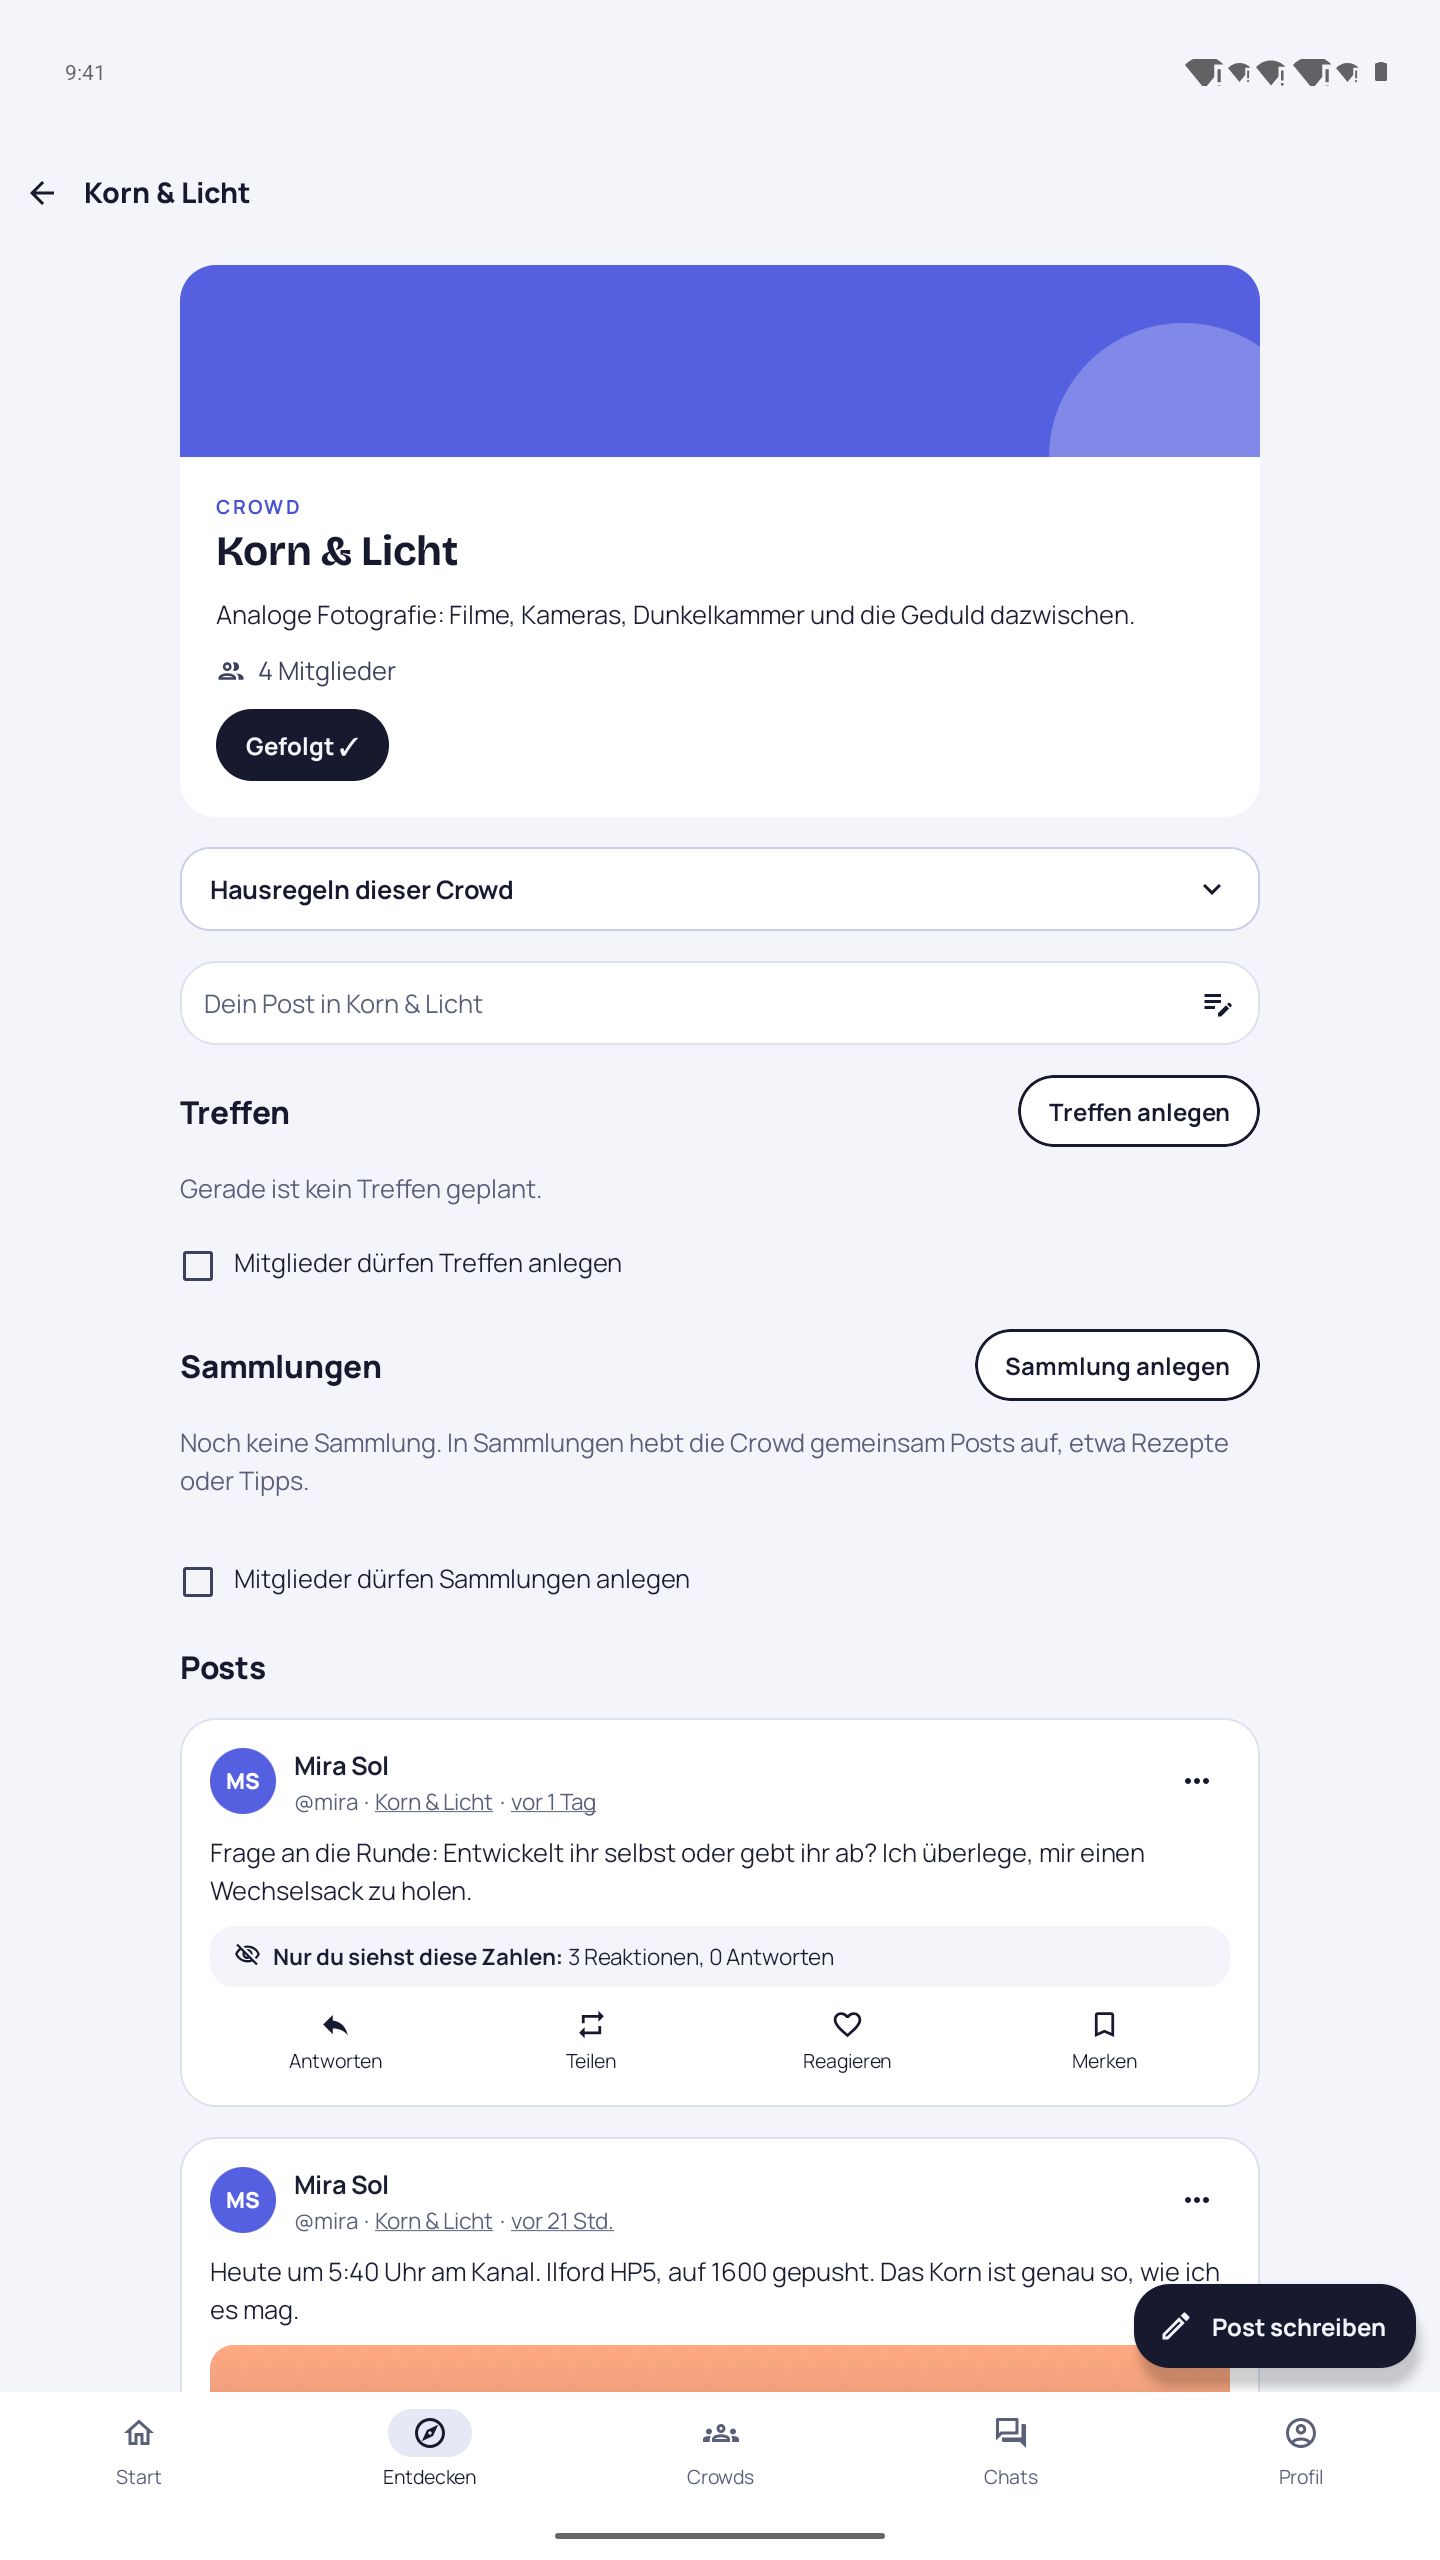 9:41
Korn & Licht
CROWD
Korn & Licht
Analoge Fotografie: Filme, Kameras, Dunkelkammer und die Geduld dazwischen.
4 Mitglieder
Gefolgt ✓
Hausregeln dieser Crowd
Dein Post in Korn & Licht
Treffen
Treffen anlegen
Gerade ist kein Treffen geplant.
Mitglieder dürfen Treffen anlegen
Sammlungen
Sammlung anlegen
Noch keine Sammlung. In Sammlungen hebt die Crowd gemeinsam Posts auf, etwa Rezepte
oder Tipps.
Mitglieder dürfen Sammlungen anlegen
Posts
MS
Mira Sol
@mira · Korn & Licht · vor 1 Tag
Frage an die Runde: Entwickelt ihr selbst oder gebt ihr ab? Ich überlege, mir einen
Wechselsack zu holen.
Nur du siehst diese Zahlen: 3 Reaktionen, 0 Antworten
Antworten
Teilen
Reagieren
Merken
MS
Mira Sol
@mira · Korn & Licht · vor 21 Std.
Heute um 5:40 Uhr am Kanal. Ilford HP5, auf 1600 gepusht. Das Korn ist genau so, wie ich
es mag.
Post schreiben
Start
Entdecken
Crowds
Chats
Profil